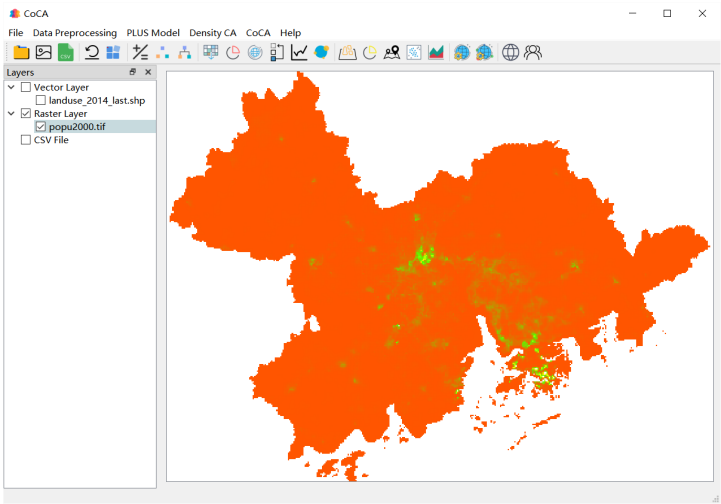 CoCA
File Data Preprocessing PLUS Model Density CA CoCA Help
CSV
Layers
Vector Layer
landuse_2014_last.shp
Raster Layer
popu2000.tif
CSV File